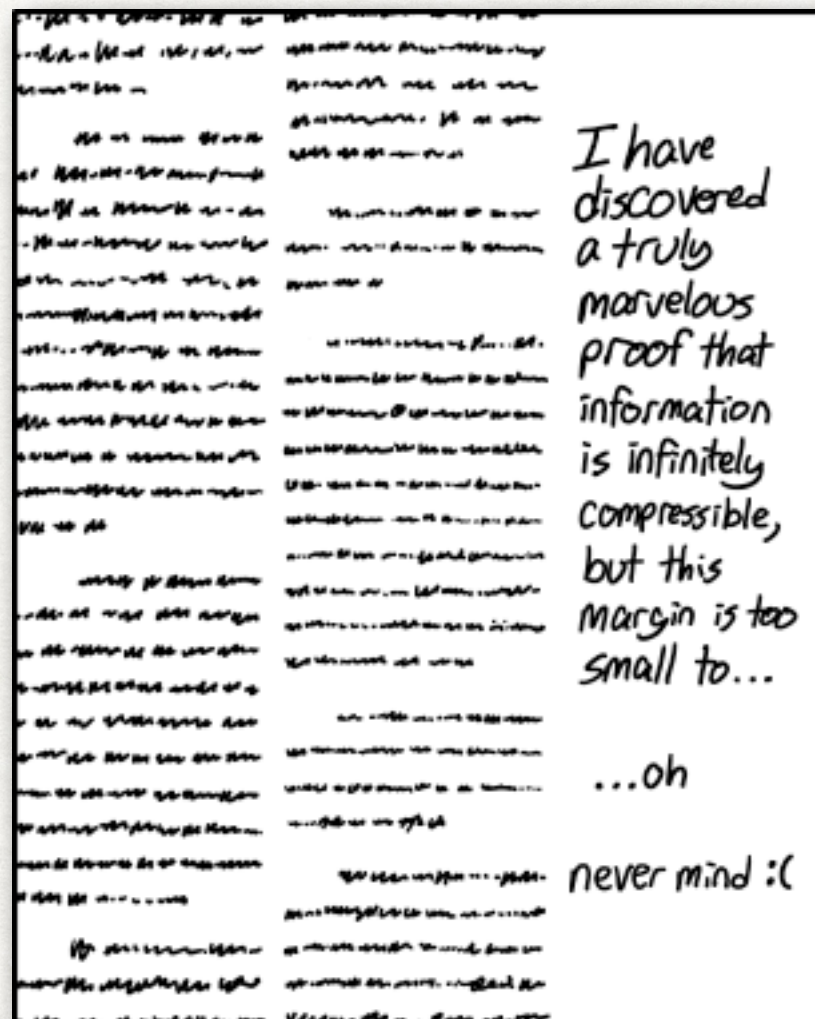 I have
discovered
a truly
marvelous
proof that
information
is infinitely
compressible,
but this
margin is too
small to...
...oh
never mind :(